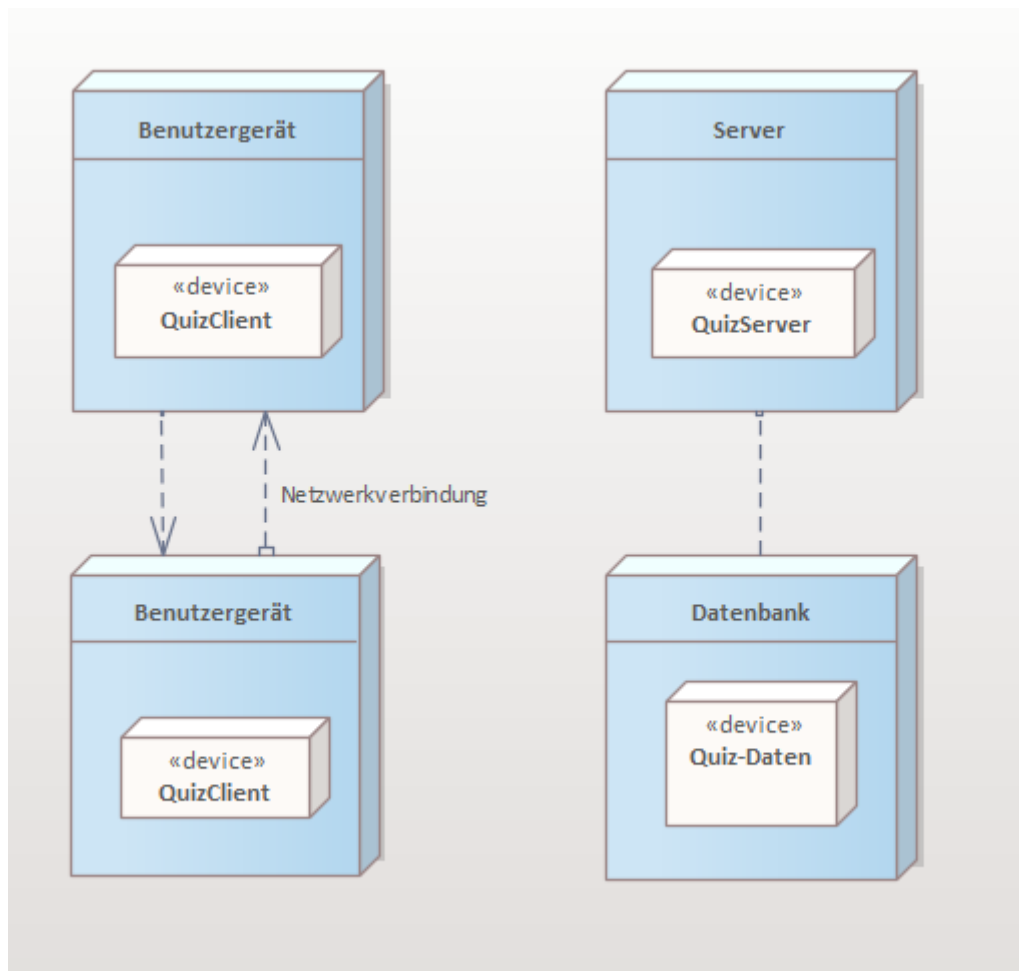 Benutzergerät
«device»
QuizClient
Server
«device»
QuizServer
Netzwerkverbindung
Benutzergerät
«device»
QuizClient
Datenbank
«device»
Quiz-Daten